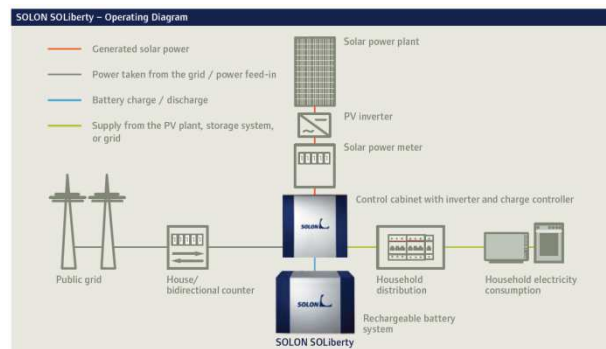 SOLON SOLiberty – Operating Diagram
Generated solar power
Power taken from the grid / power feed-in
Battery charge / discharge
Supply from the PV plant, storage system,
or grid
Solar power plant
PV inverter
Solar power meter
Control cabinet with inverter and charge controller
SOLON
Public grid
House/
bidirectional counter
Household
distribution
Household electricity
consumption
SOLON
Rechargeable battery
system
SOLON SOLiberty